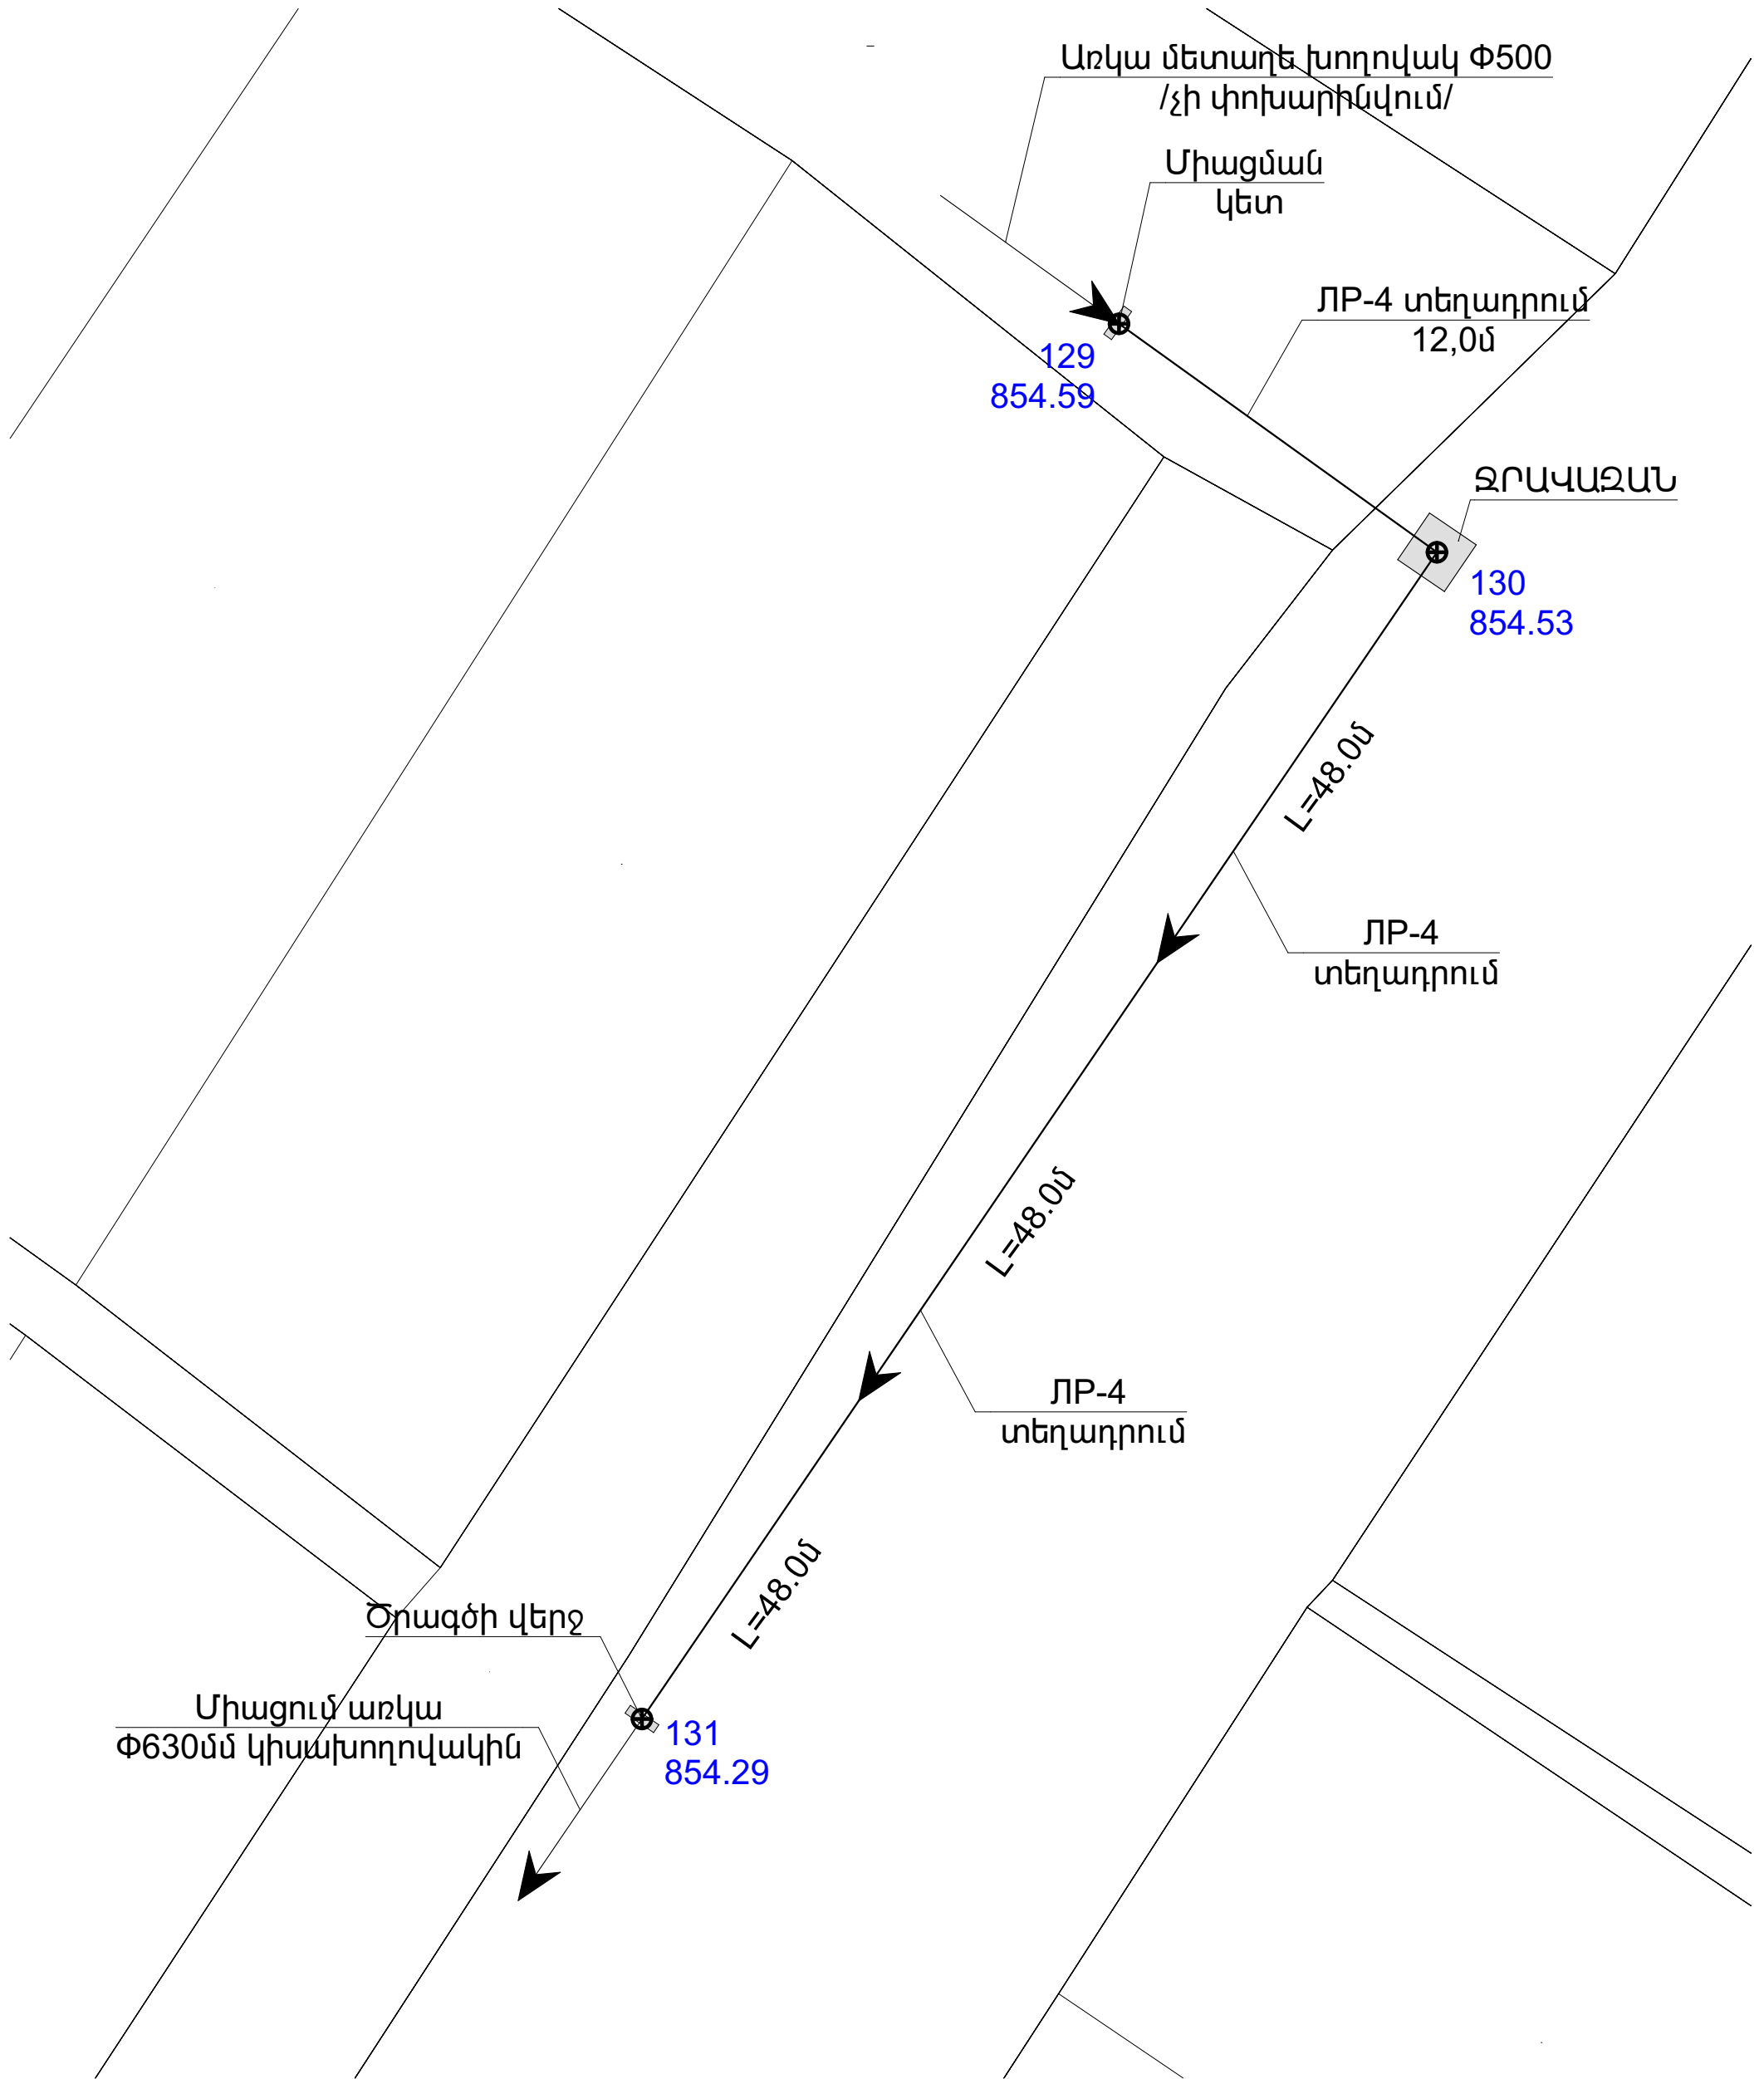 Առկա մետաղե խողովակ Փ500
/չի փոխարինվում/
Միացման
կետ
ЛР-4 տեղադրում
12,0մ
129
854.59
ՋՐԱՎԱԶԱՆ
130
854.53
Լ=48.0մ
ЛР-4
տեղադրում
Լ=48.0մ
ЛР-4
տեղադրում
Լ=48.0մ
Ծրագծի վերջ
Միացում առկա
Փ630մմ կիսախողովակին
131
854.29